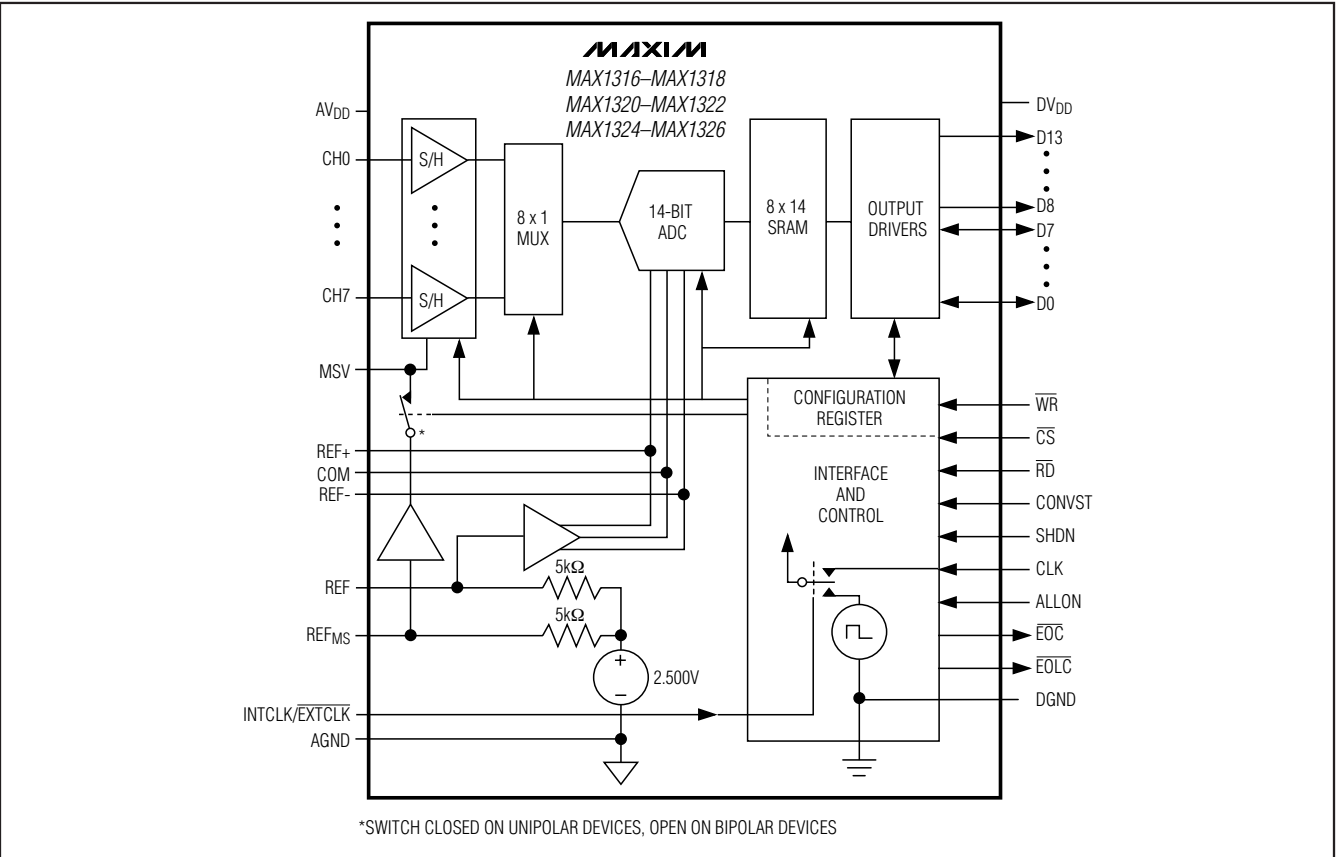 MAXIM
MAX1316–MAX1318
MAX1320–MAX1322
MAX1324–MAX1326
AVDD
CH0
CH7
MSV
REF+
COM
REF-
REF
REFMS
INTCLK/EXTCLK
AGND
S/H
S/H
8 x 1
MUX
14-BIT
ADC
8 x 14
SRAM
OUTPUT
DRIVERS
*
5kΩ
5kΩ
+
−
2.500V
CONFIGURATION
REGISTER
INTERFACE
AND
CONTROL
DVDD
D13
D8
D7
D0
WR
CS
RD
CONVST
SHDN
CLK
ALLON
EOC
EOLC
DGND
*SWITCH CLOSED ON UNIPOLAR DEVICES, OPEN ON BIPOLAR DEVICES